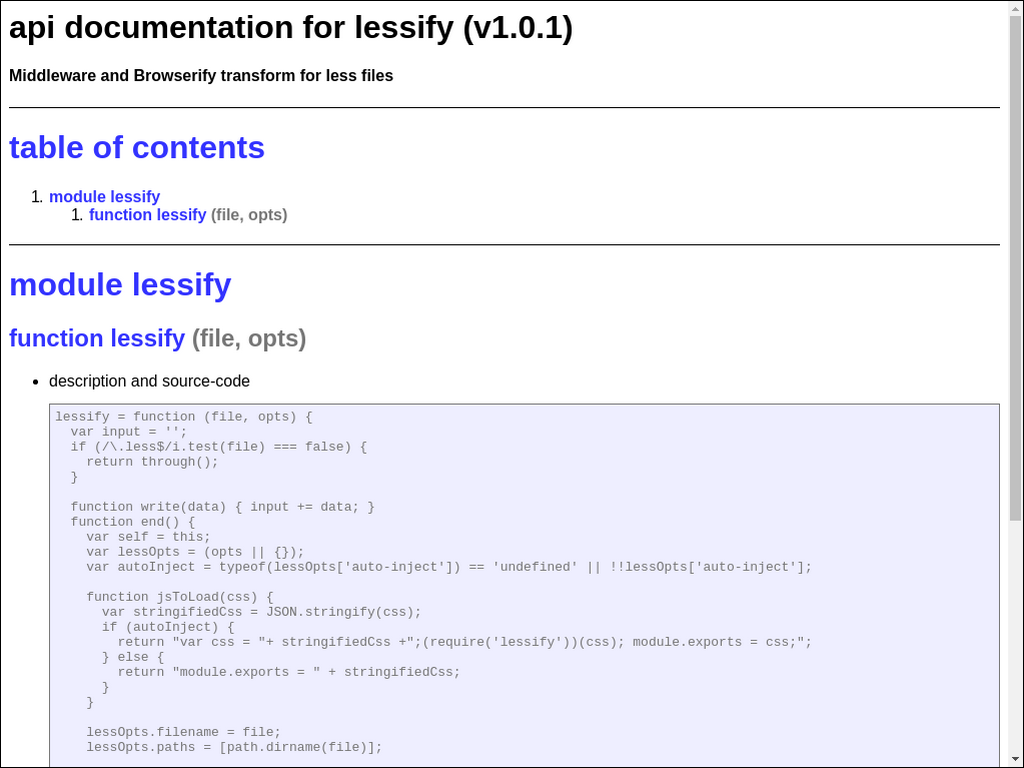 api documentation for lessify (v1.0.1)
Middleware and Browserify transform for less files
table of contents
1. module lessify
1. function lessify (file, opts)
module lessify
function lessify (file, opts)
• description and source-code
lessify = function (file, opts) {
  var input = '';
  if (/\.less$/i.test(file) === false) {
    return through();
  }

  function write(data) { input += data; }
  function end() {
    var self = this;
    var lessOpts = (opts || {});
    var autoInject = typeof(lessOpts['auto-inject']) == 'undefined' || !!lessOpts['auto-inject'];

    function jsToLoad(css) {
      var stringifiedCss = JSON.stringify(css);
      if (autoInject) {
        return "var css = "+ stringifiedCss +";(require('lessify'))(css); module.exports = css;";
      } else {
        return "module.exports = " + stringifiedCss;
      }
    }

    lessOpts.filename = file;
    lessOpts.paths = [path.dirname(file)];